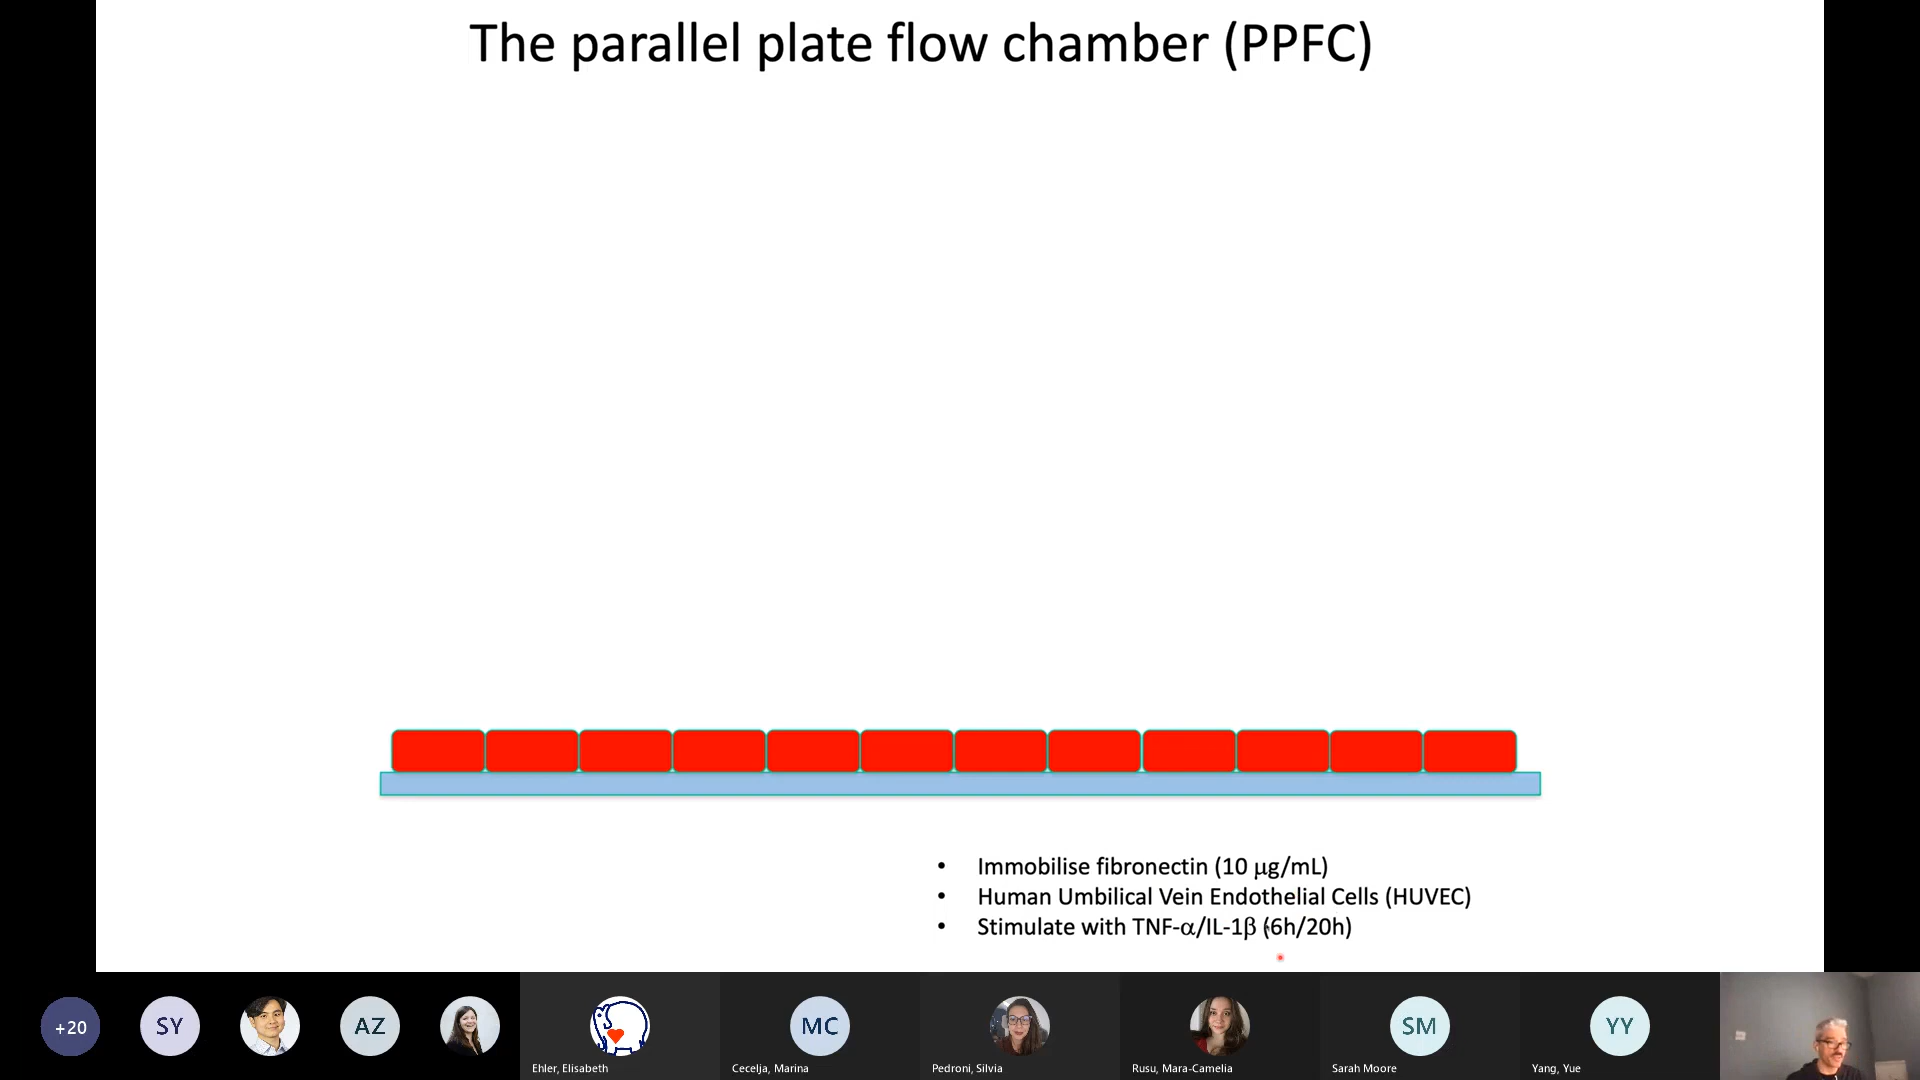 The parallel plate flow chamber (PPFC)
• Immobilise fibronectin (10 μg/mL)
• Human Umbilical Vein Endothelial Cells (HUVEC)
• Stimulate with TNF-α/IL-1β (6h/20h)
+20
SY
AZ
MC
SM
YY
Ehler, Elisabeth
Cecelja, Marina
Pedroni, Silvia
Rusu, Mara-Camelia
Sarah Moore
Yang, Yue